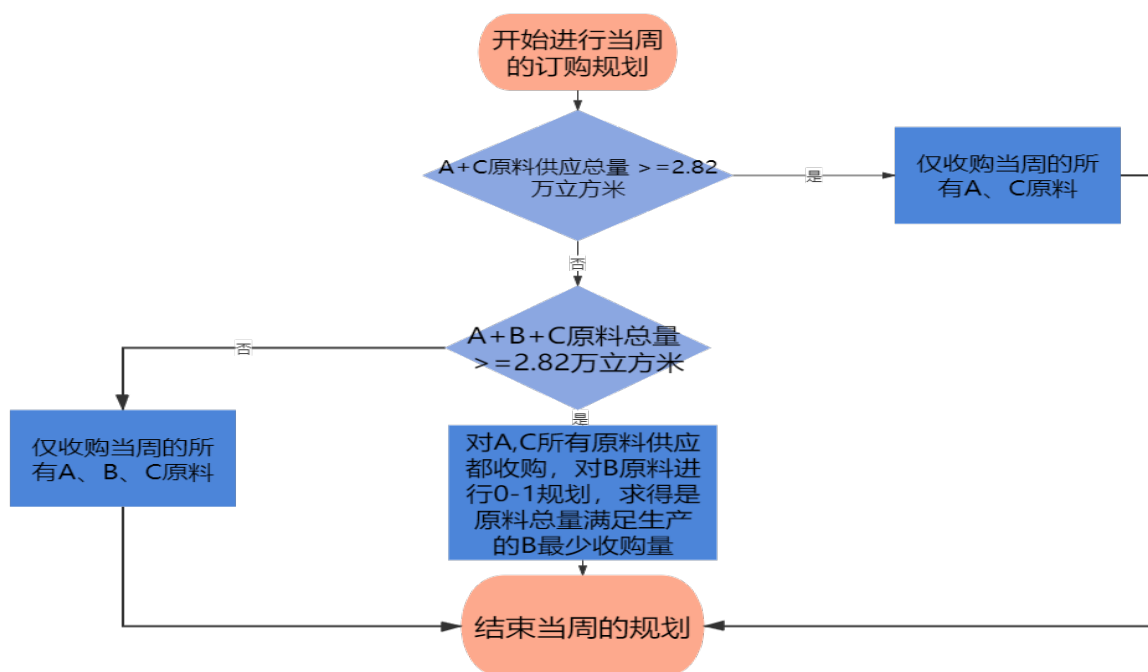 开始进行当周
的订购规划
A+C原料供应总量 >=2.82
万立方米
是
仅收购当周的所
有A、C原料
否
A+B+C原料总量
>=2.82万立方米
否
是
仅收购当周的所
有A、B、C原料
对A,C所有原料供应
都收购，对B原料进
行0-1规划，求得是
原料总量满足生产
的B最少收购量
结束当周的规划